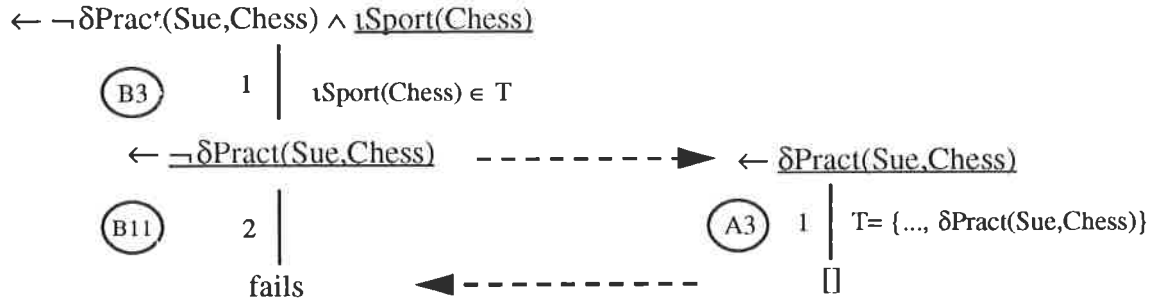 ← ¬δPract(Sue,Chess) ∧ ιSport(Chess)
B3 1 ιSport(Chess) ∈ T
← ¬δPract(Sue,Chess) ← δPract(Sue,Chess)
B11 2 A3 1 T= {..., δPract(Sue,Chess)}
fails []